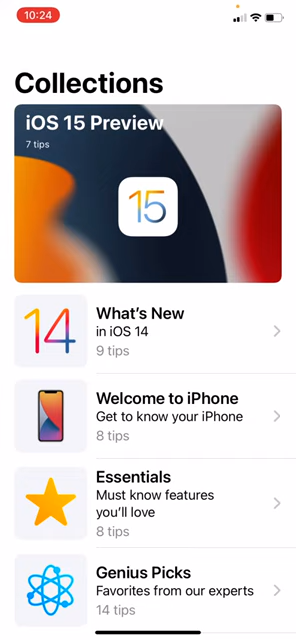 10:24
Collections
iOS 15 Preview
7 tips
15
14
What's New
in iOS 14
9 tips
Welcome to iPhone
Get to know your iPhone
8 tips
Essentials
Must know features
you'll love
8 tips
Genius Picks
Favorites from our experts
14 tips